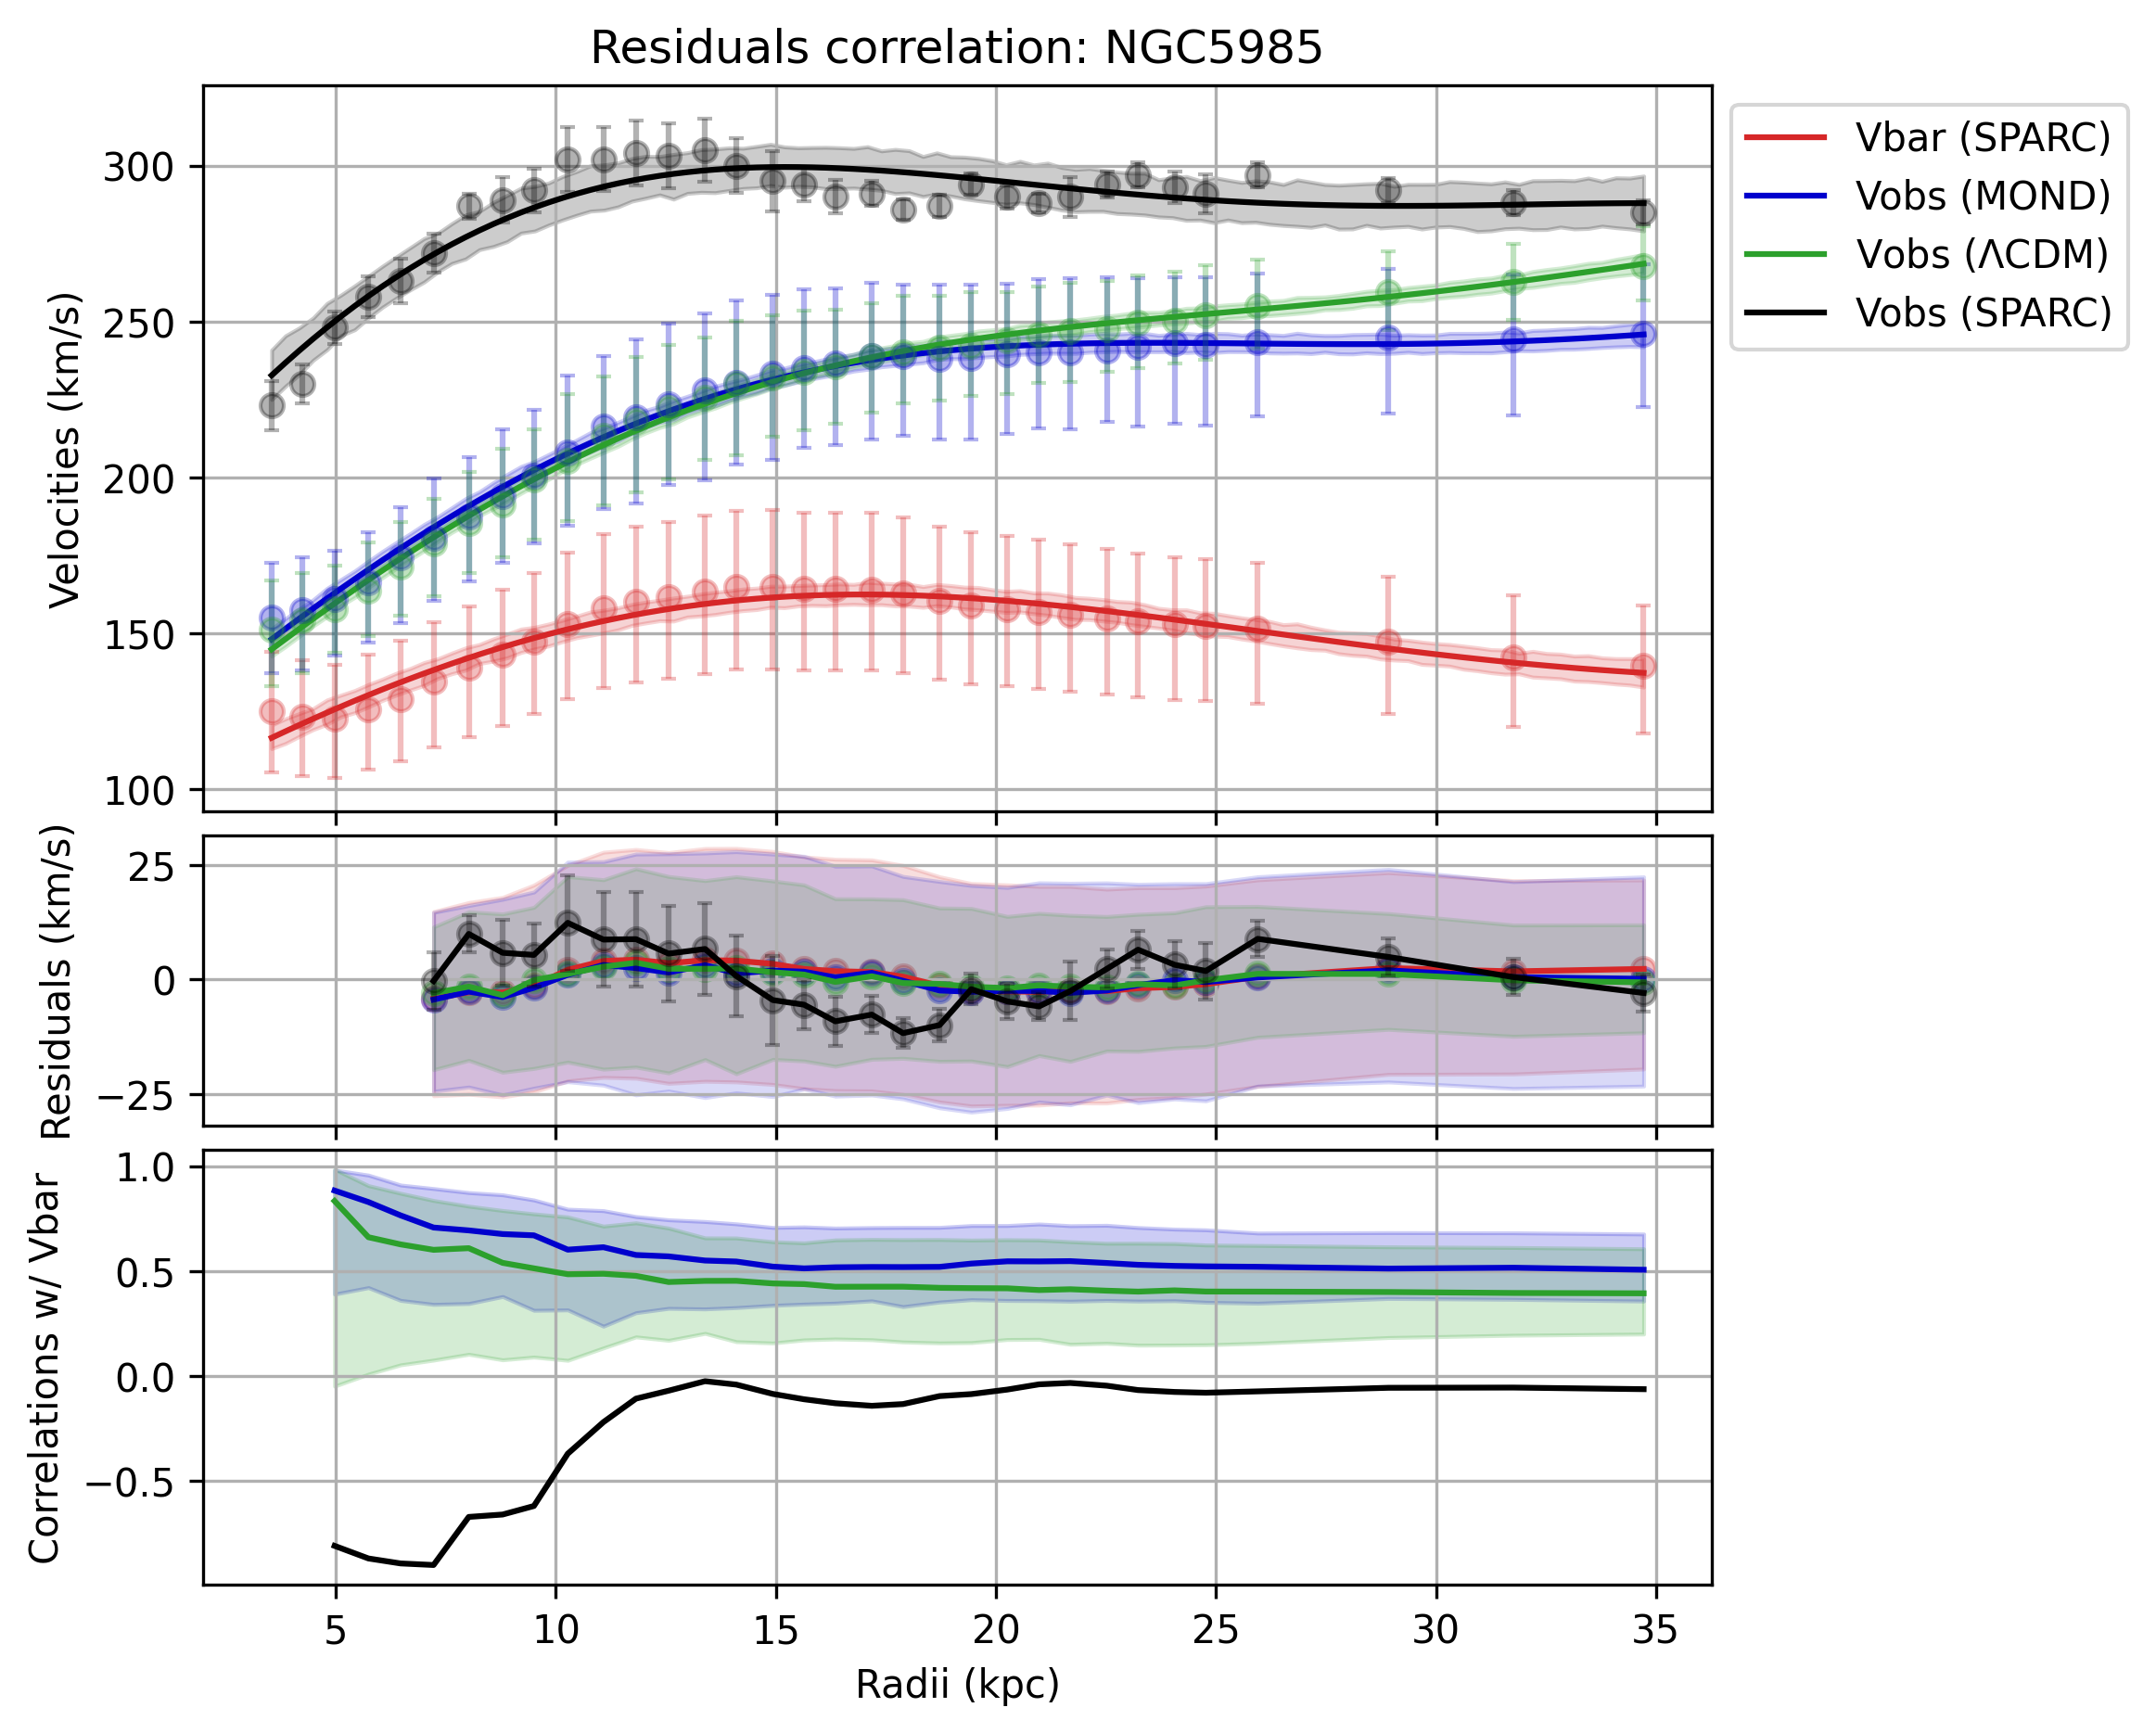 Residuals correlation: NGC5985
Velocities (km/s)
300
250
200
150
100
Vbar (SPARC)
Vobs (MOND)
Vobs (ΛCDM)
Vobs (SPARC)
Residuals (km/s)
25
0
−25
Correlations w/ Vbar
1.0
0.5
0.0
−0.5
5 10 15 20 25 30 35
Radii (kpc)